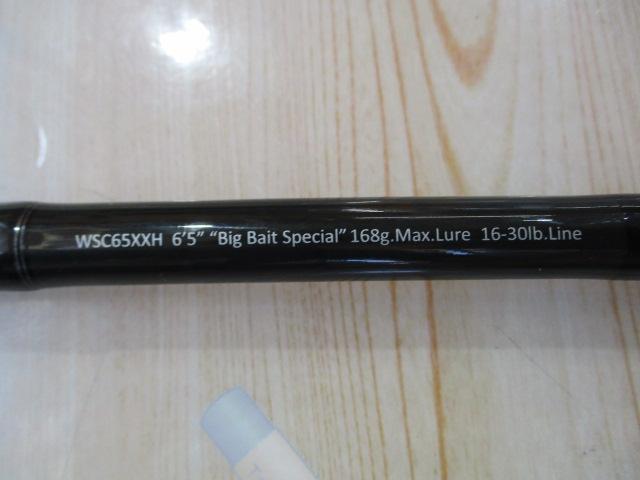 WSC65XXH 6’5” “Big Bait Special” 168g.Max.Lure 16-30lb.Line